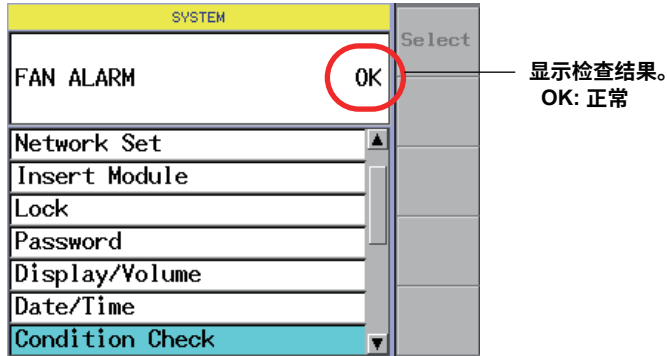 SYSTEM
Select
FAN ALARM OK
显示检查结果。
OK: 正常
Network Set
Insert Module
Lock
Password
Display/Volume
Date/Time
Condition Check